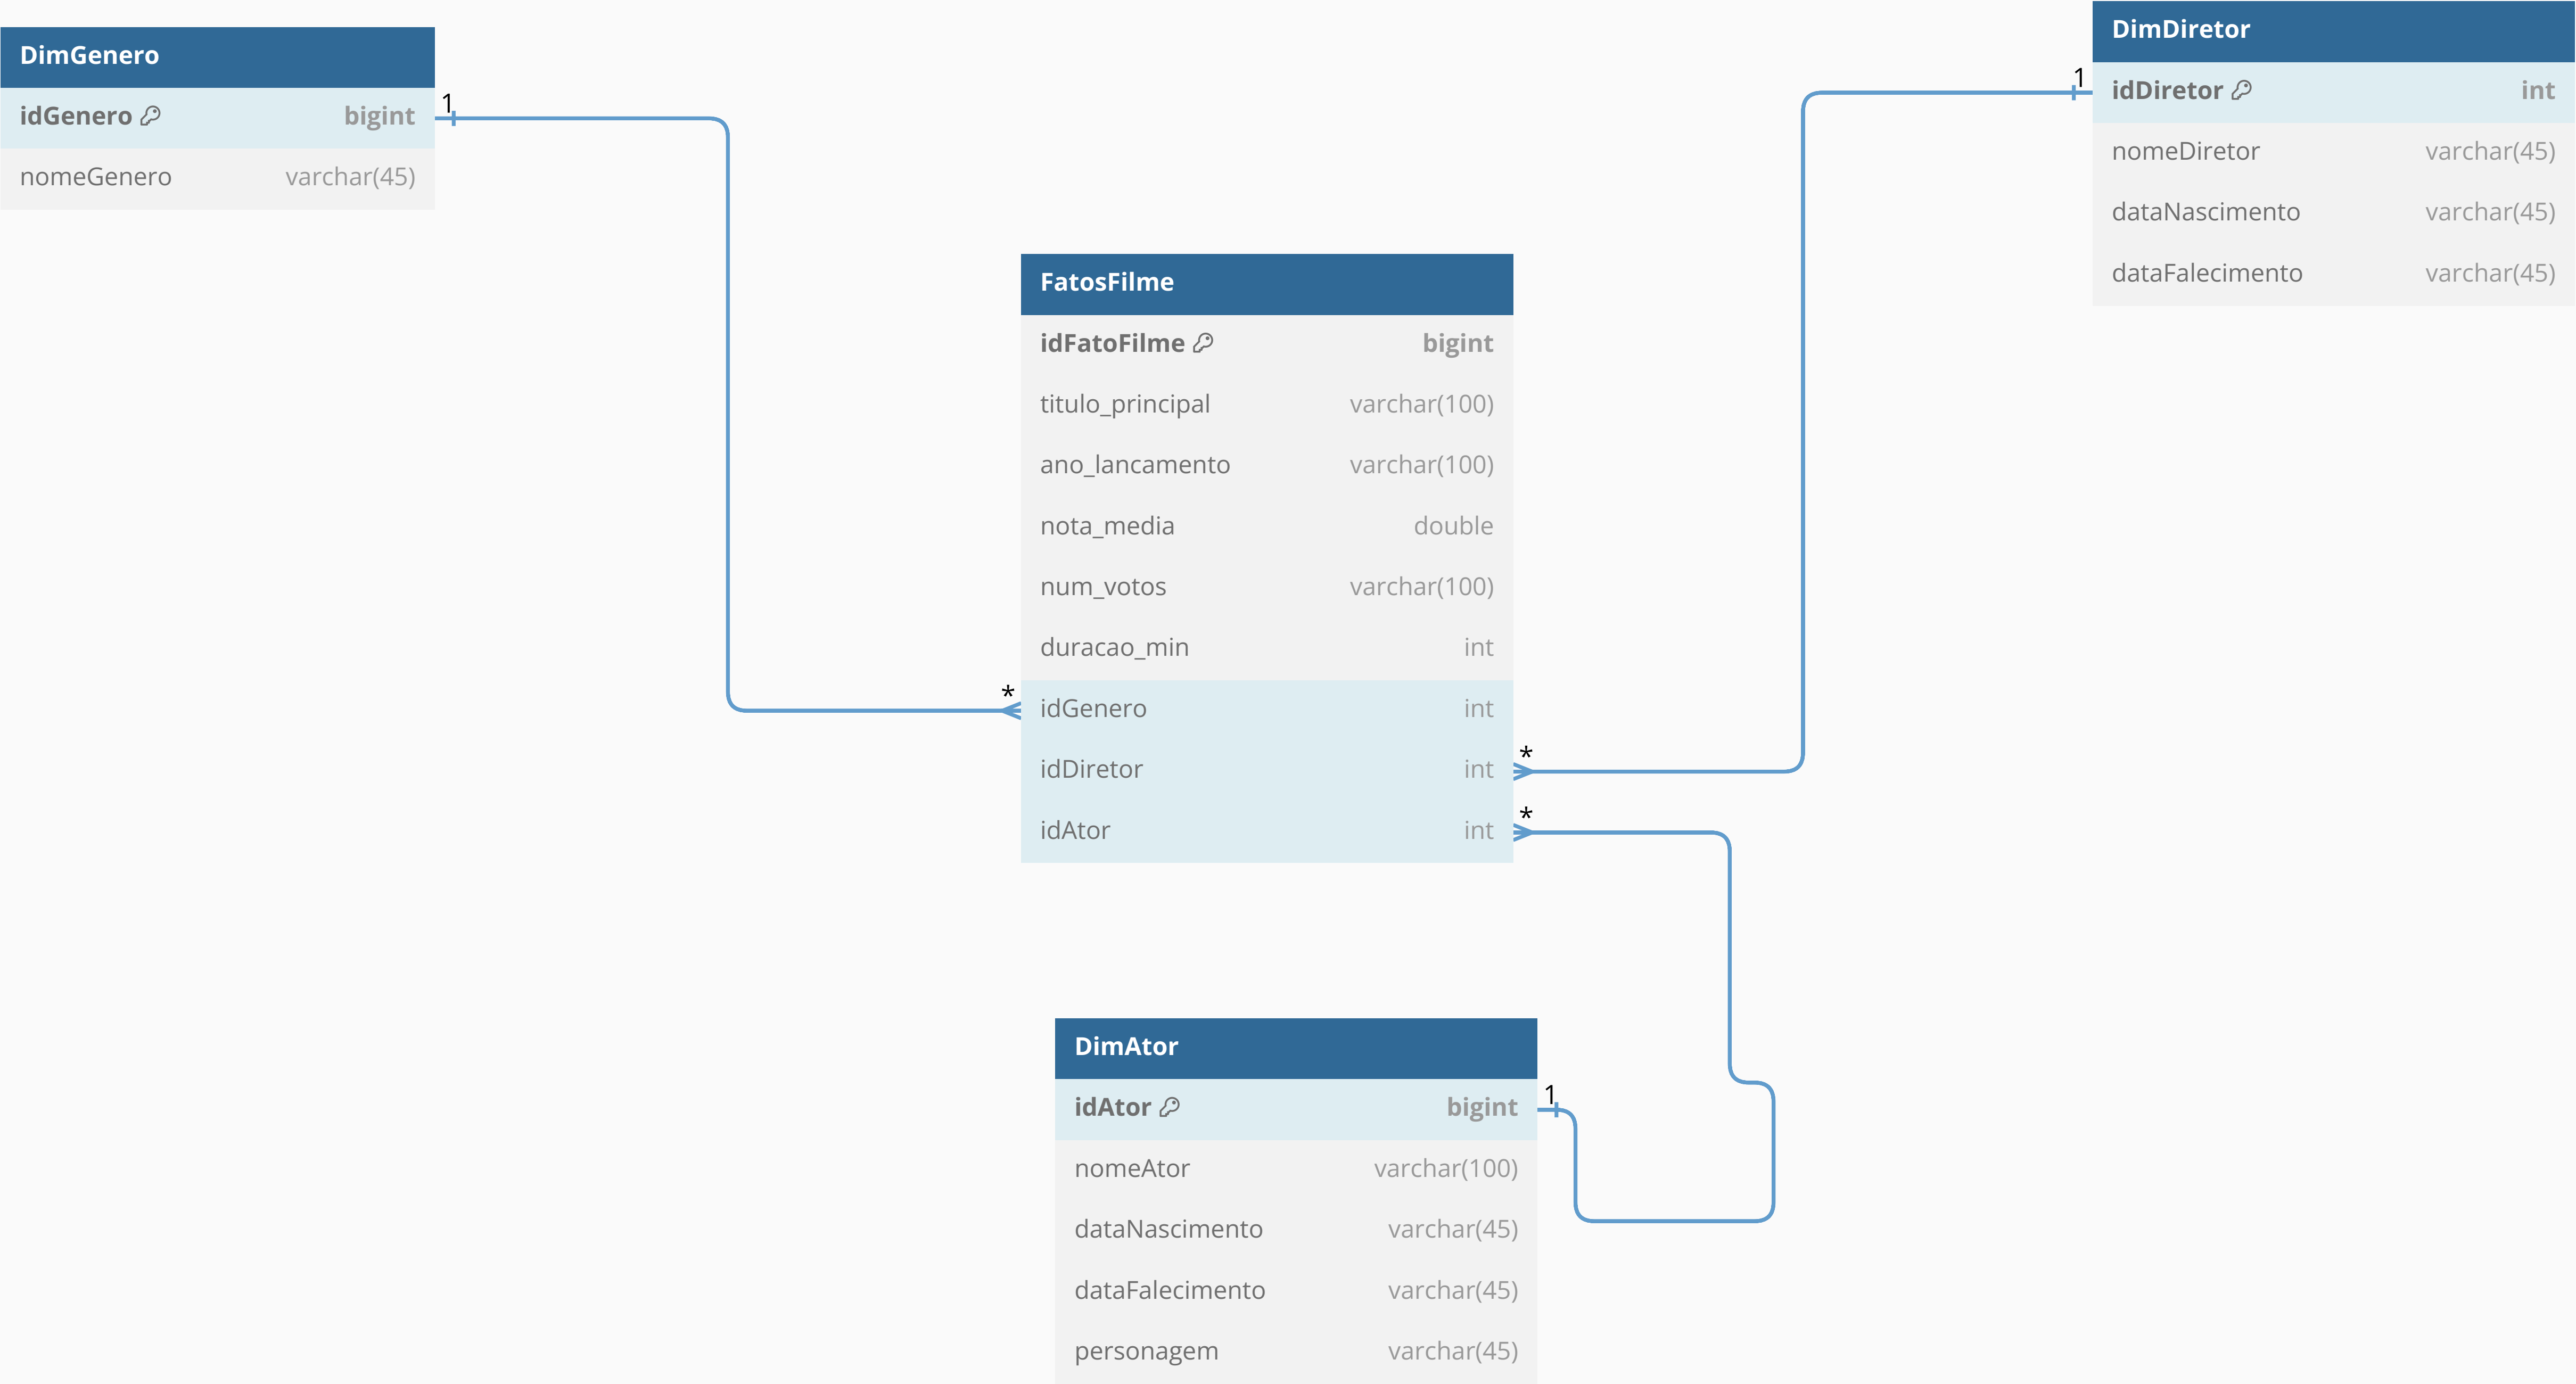 DimGenero
idGenero bigint
nomeGenero varchar(45)
1
DimDiretor
1
idDiretor int
nomeDiretor varchar(45)
dataNascimento varchar(45)
dataFalecimento varchar(45)
FatosFilme
idFatoFilme bigint
titulo_principal varchar(100)
ano_lancamento varchar(100)
nota_media double
num_votos varchar(100)
duracao_min int
*
idGenero int
*
idDiretor int
*
idAtor int
DimAtor
1
idAtor bigint
nomeAtor varchar(100)
dataNascimento varchar(45)
dataFalecimento varchar(45)
personagem varchar(45)